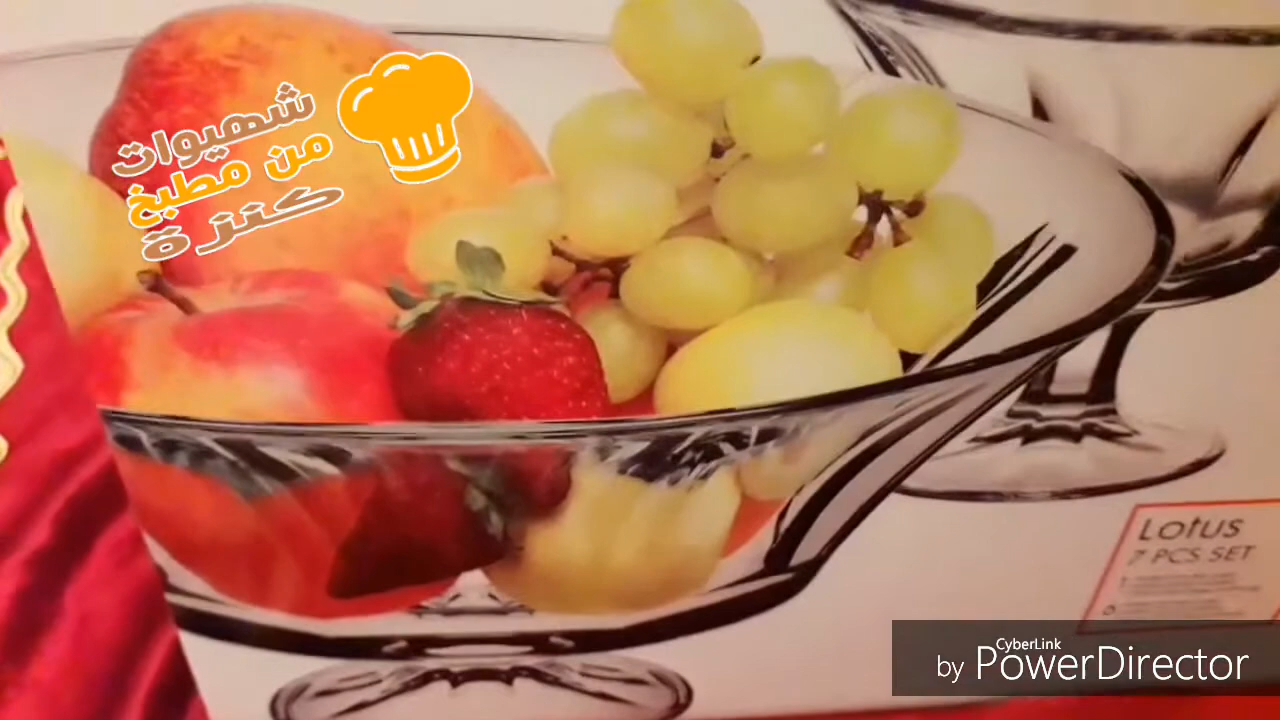 شهيوات
من مطبخ
كنزة
Lotus
7 PCS SET
CyberLink
by PowerDirector